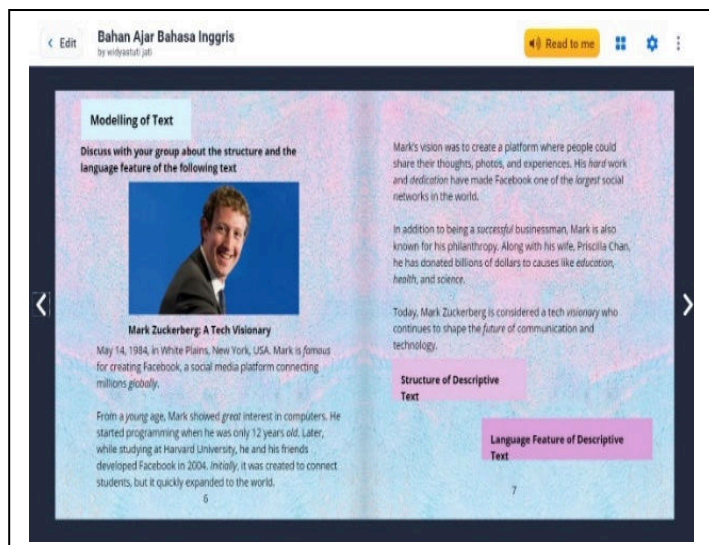 Edit
Bahan Ajar Bahasa Inggris
by widyastuti jati
Read to me
Modelling of Text
Discuss with your group about the structure and the
language feature of the following text
Mark Zuckerberg: A Tech Visionary
May 14, 1984, in White Plains, New York, USA. Mark is famous
for creating Facebook, a social media platform connecting
millions globally.
From a young age, Mark showed great interest in computers. He
started programming when he was only 12 years old. Later,
while studying at Harvard University, he and his friends
developed Facebook in 2004. Initially, it was created to connect
students, but it quickly expanded to the world.
6
Mark's vision was to create a platform where people could
share their thoughts, photos, and experiences. His hard work
and dedication have made Facebook one of the largest social
networks in the world.
In addition to being a successful businessman, Mark is also
known for his philanthropy. Along with his wife, Priscilla Chan,
he has donated billions of dollars to causes like education,
health, and science.
Today, Mark Zuckerberg is considered a tech visionary who
continues to shape the future of communication and
technology.
Structure of Descriptive
Text
Language Feature of Descriptive
Text
7